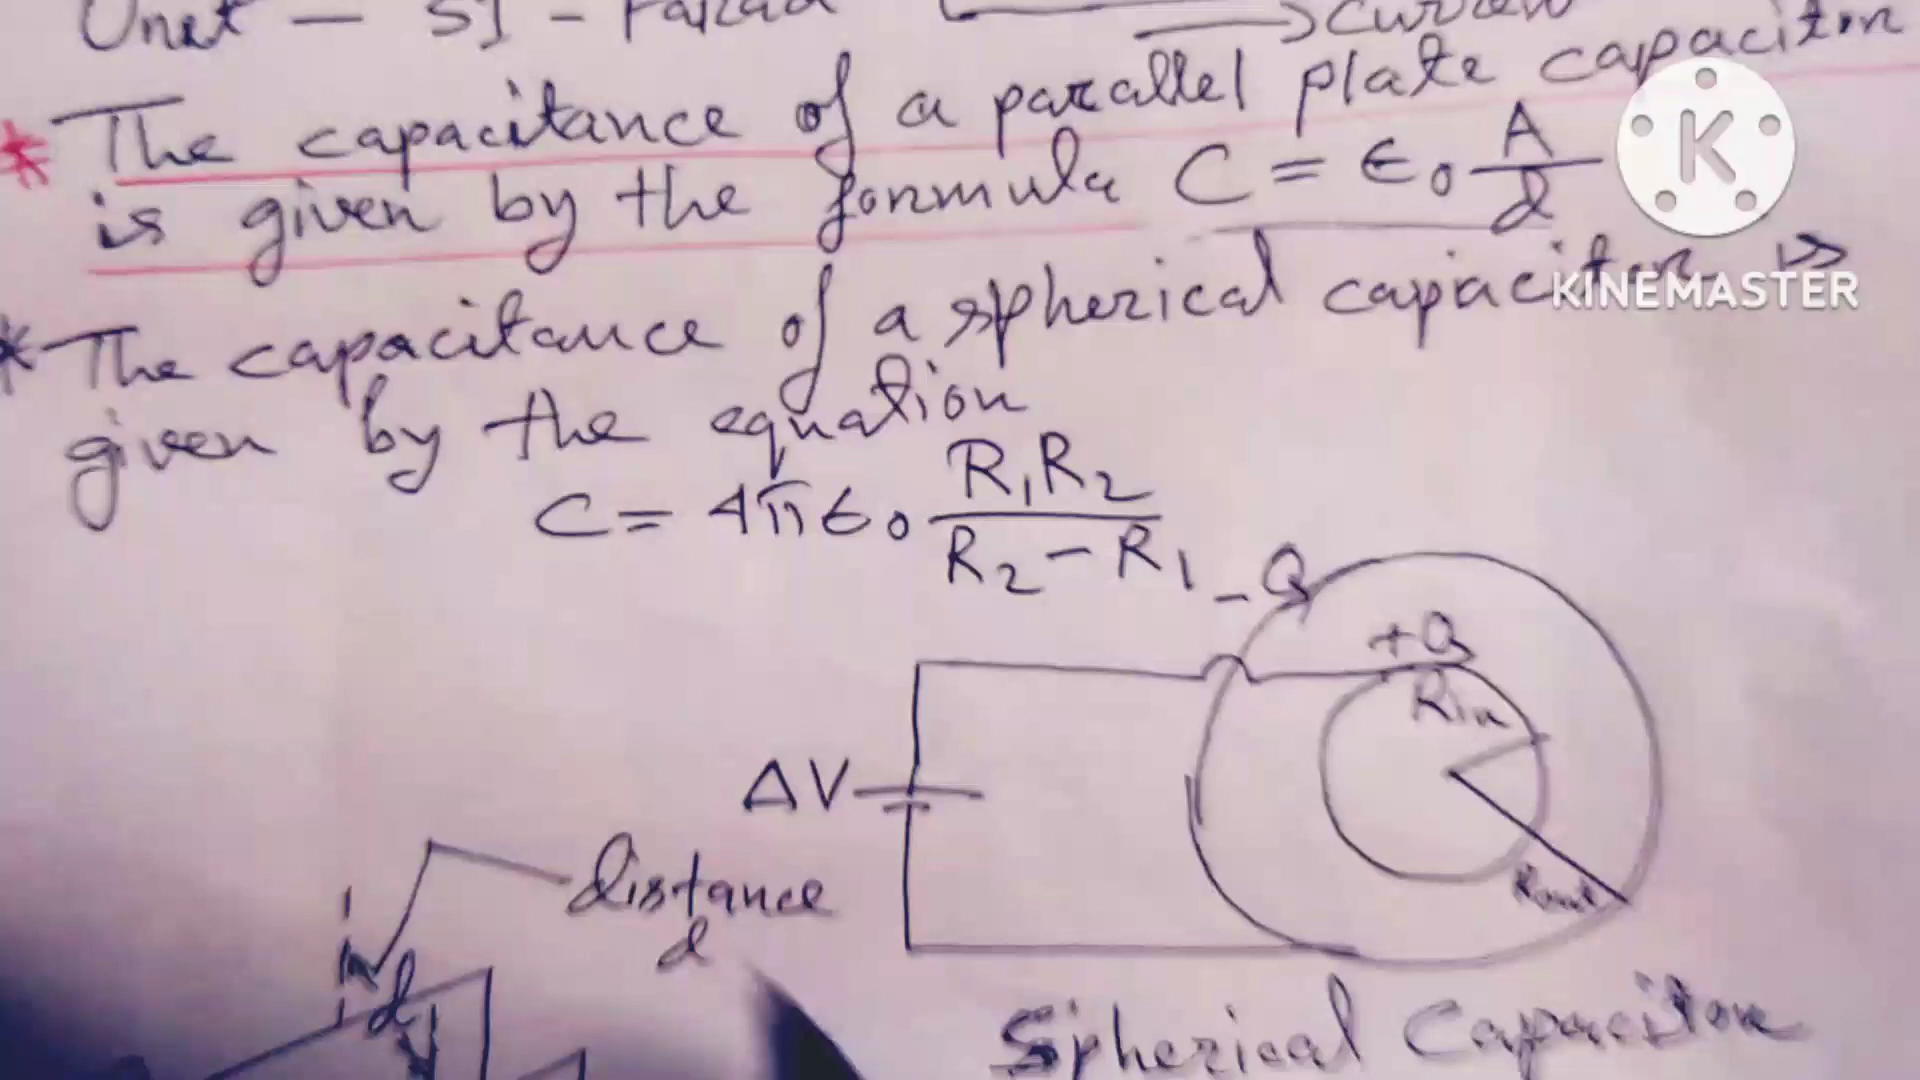 Unit - SI - Farad
Current
* The capacitance of a parallel plate capacitor
is given by the formula C = ϵ₀ A/d
* The capacitance of a spherical capacitor is
given by the equation
C = 4πϵ₀ R₁R₂/(R₂ - R₁)
-Q
+Q
Rin
ΔV
Rout
distance
d
d
Spherical Capacitor
K
KINEMASTER